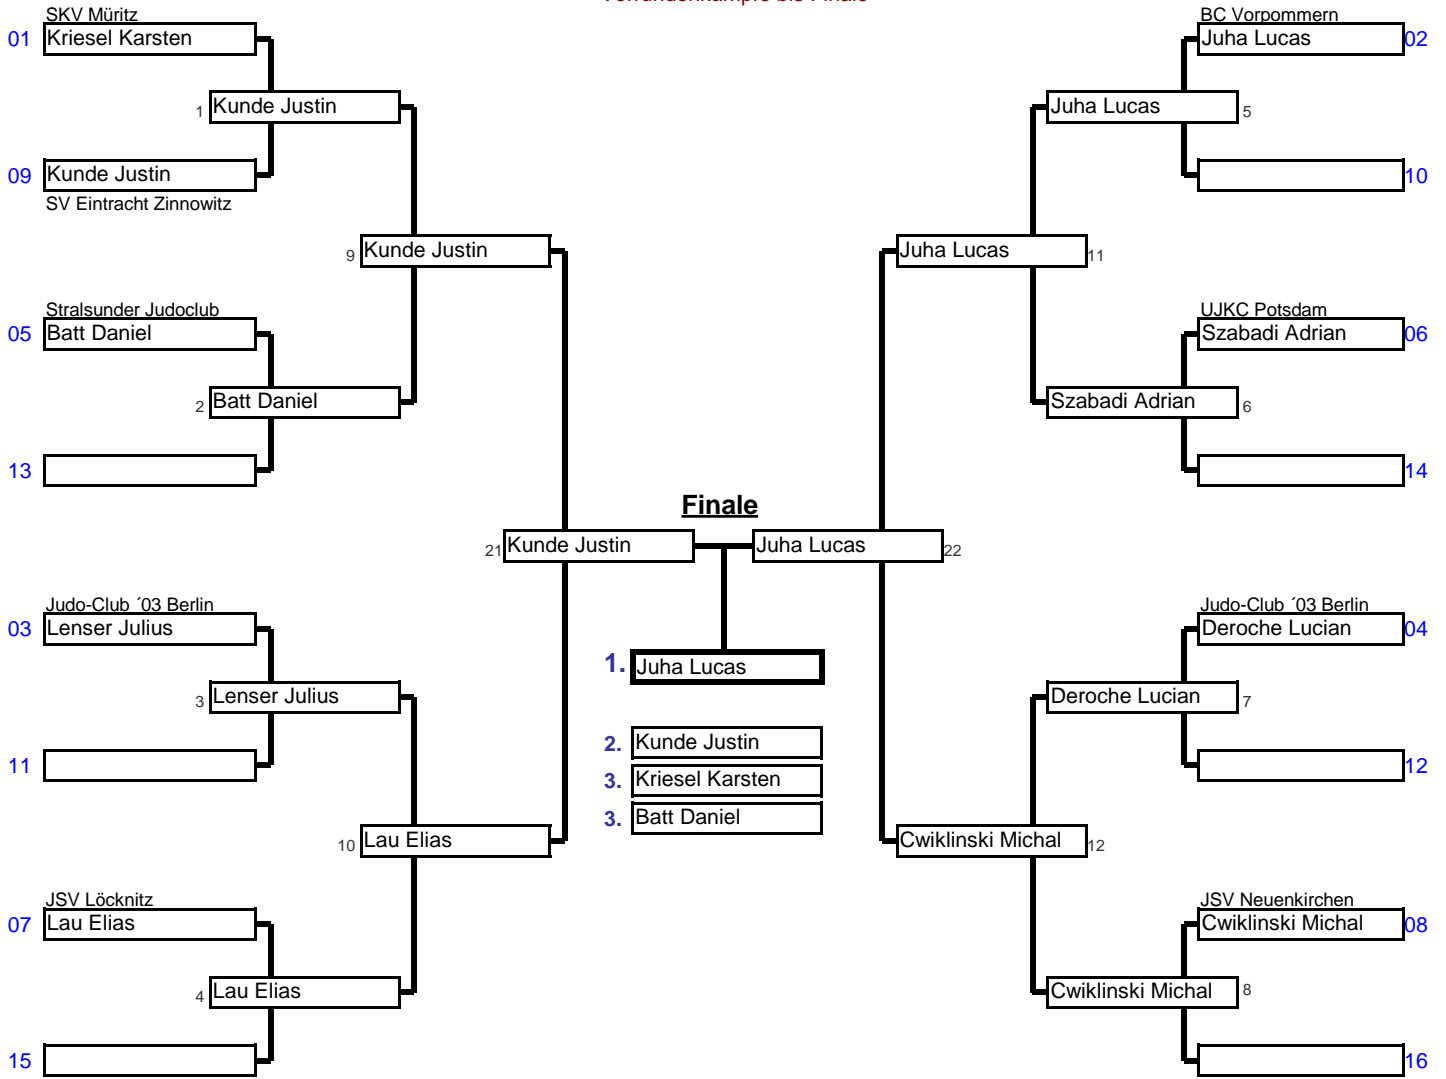 Vorrundenkämpfe bis Finale
SKV Müritz
01 Kriesel Karsten
1 Kunde Justin
09 Kunde Justin
SV Eintracht Zinnowitz
9 Kunde Justin
Stralsunder Judoclub
05 Batt Daniel
2 Batt Daniel
13
21 Kunde Justin
Judo-Club ´03 Berlin
03 Lenser Julius
3 Lenser Julius
11
10 Lau Elias
JSV Löcknitz
07 Lau Elias
4 Lau Elias
15
Finale
1. Juha Lucas
2. Kunde Justin
3. Kriesel Karsten
3. Batt Daniel
BC Vorpommern
Juha Lucas 02
Juha Lucas 5
10
Juha Lucas 11
UJKC Potsdam
Szabadi Adrian 06
Szabadi Adrian 6
14
Juha Lucas 22
Judo-Club ´03 Berlin
Deroche Lucian 04
Deroche Lucian 7
12
Cwiklinski Michal 12
JSV Neuenkirchen
Cwiklinski Michal 08
Cwiklinski Michal 8
16